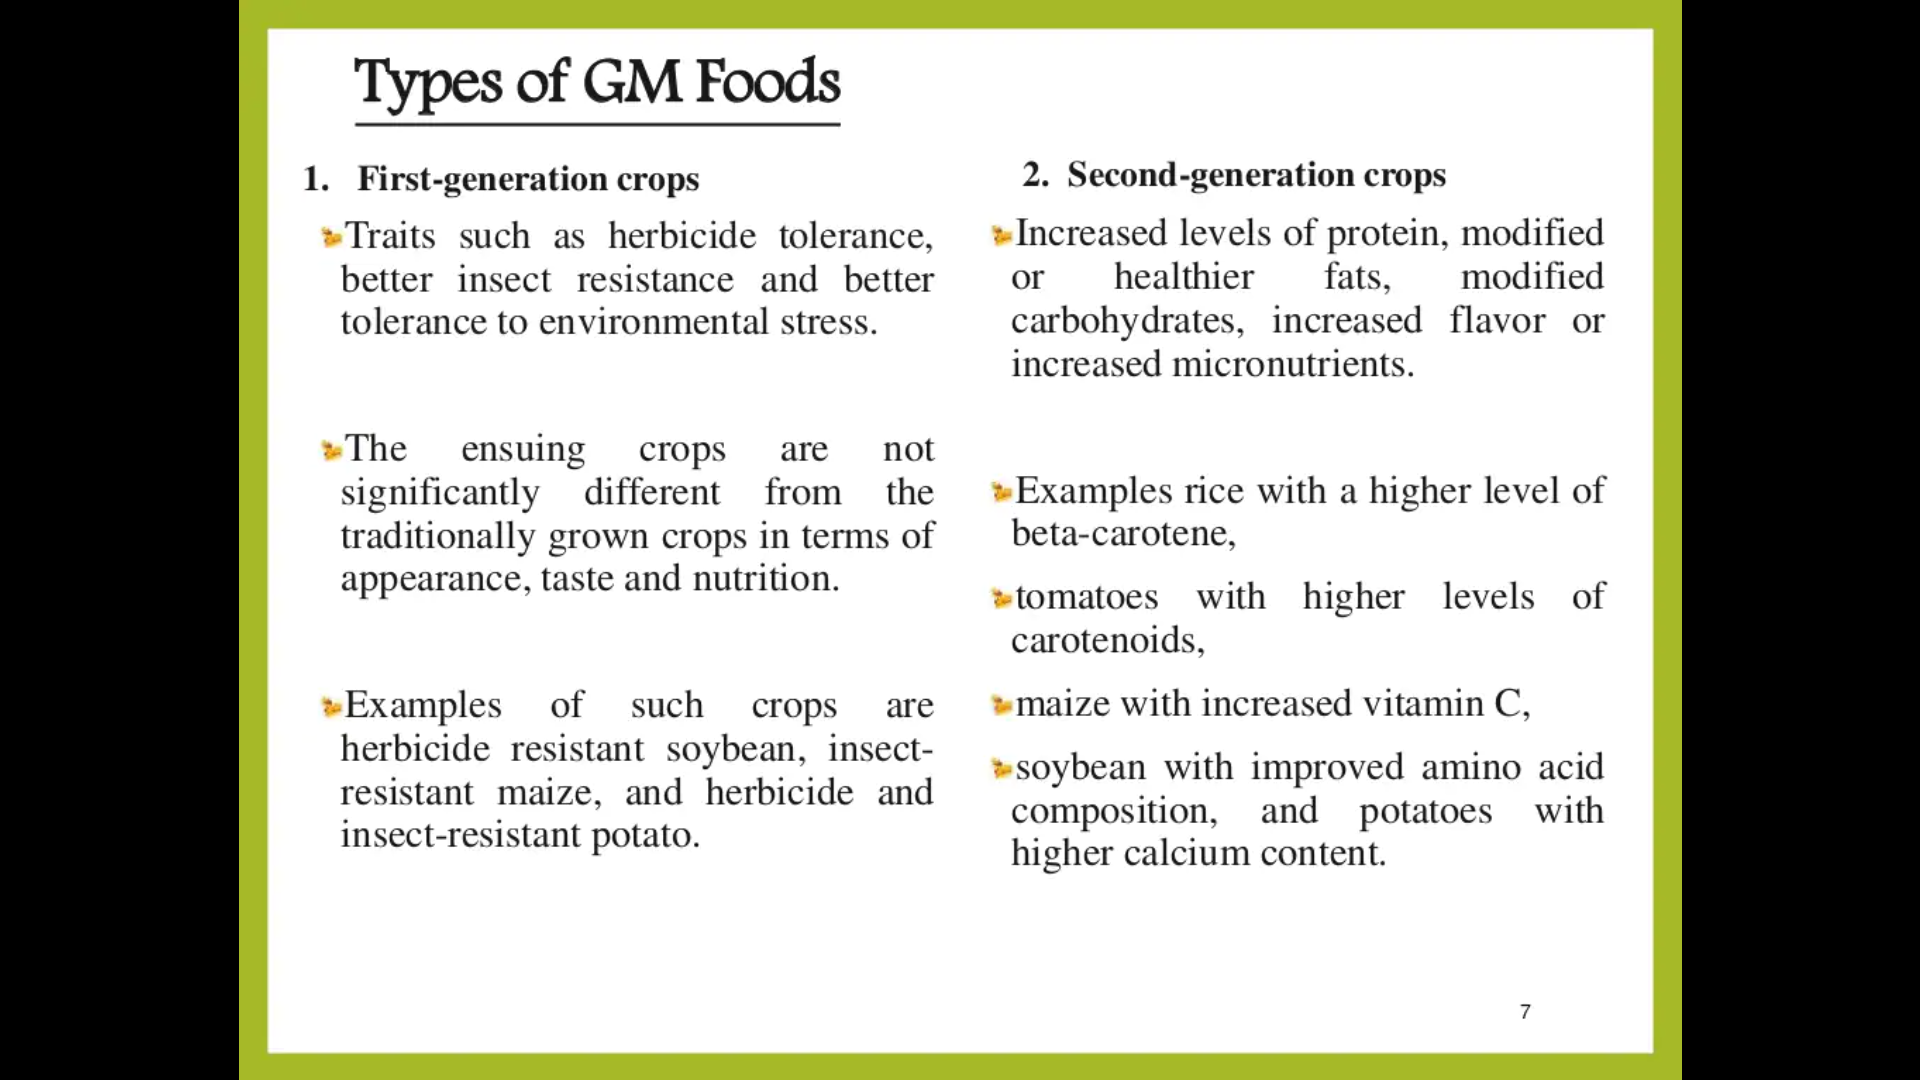 Types of GM Foods
1. First-generation crops
Traits such as herbicide tolerance,
better insect resistance and better
tolerance to environmental stress.
The ensuing crops are not
significantly different from the
traditionally grown crops in terms of
appearance, taste and nutrition.
Examples of such crops are
herbicide resistant soybean, insect-
resistant maize, and herbicide and
insect-resistant potato.
2. Second-generation crops
Increased levels of protein, modified
or healthier fats, modified
carbohydrates, increased flavor or
increased micronutrients.
Examples rice with a higher level of
beta-carotene,
tomatoes with higher levels of
carotenoids,
maize with increased vitamin C,
soybean with improved amino acid
composition, and potatoes with
higher calcium content.
7